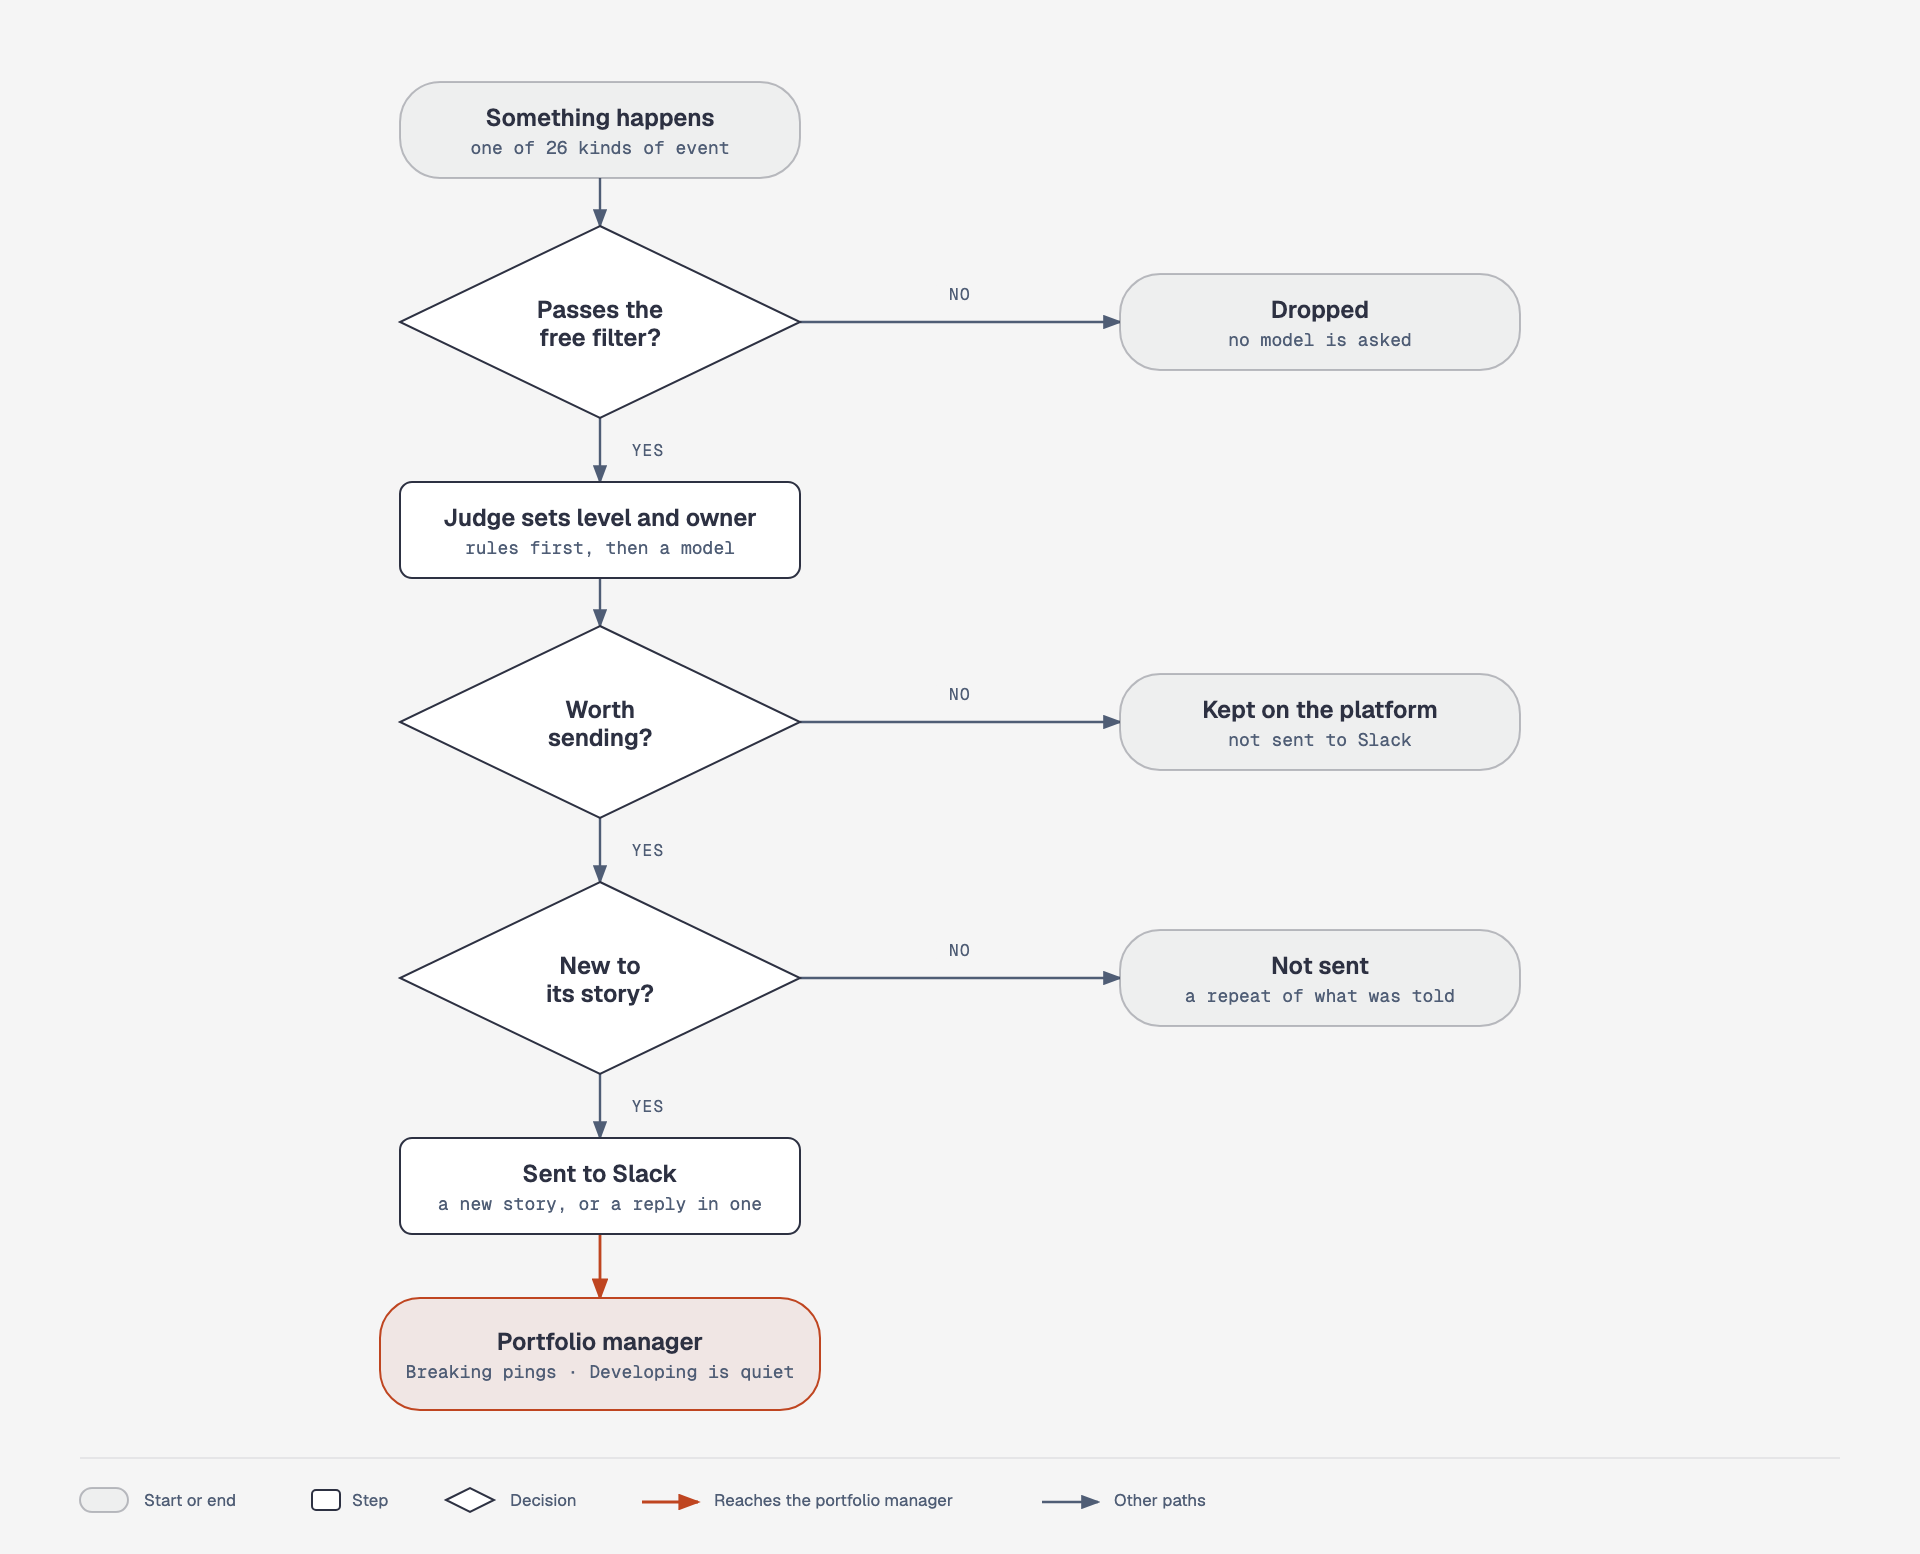 Something happens
one of 26 kinds of event
Passes the
free filter?
NO
Dropped
no model is asked
YES
Judge sets level and owner
rules first, then a model
Worth
sending?
NO
Kept on the platform
not sent to Slack
YES
New to
its story?
NO
Not sent
a repeat of what was told
YES
Sent to Slack
a new story, or a reply in one
Portfolio manager
Breaking pings · Developing is quiet
Start or end
Step
Decision
Reaches the portfolio manager
Other paths